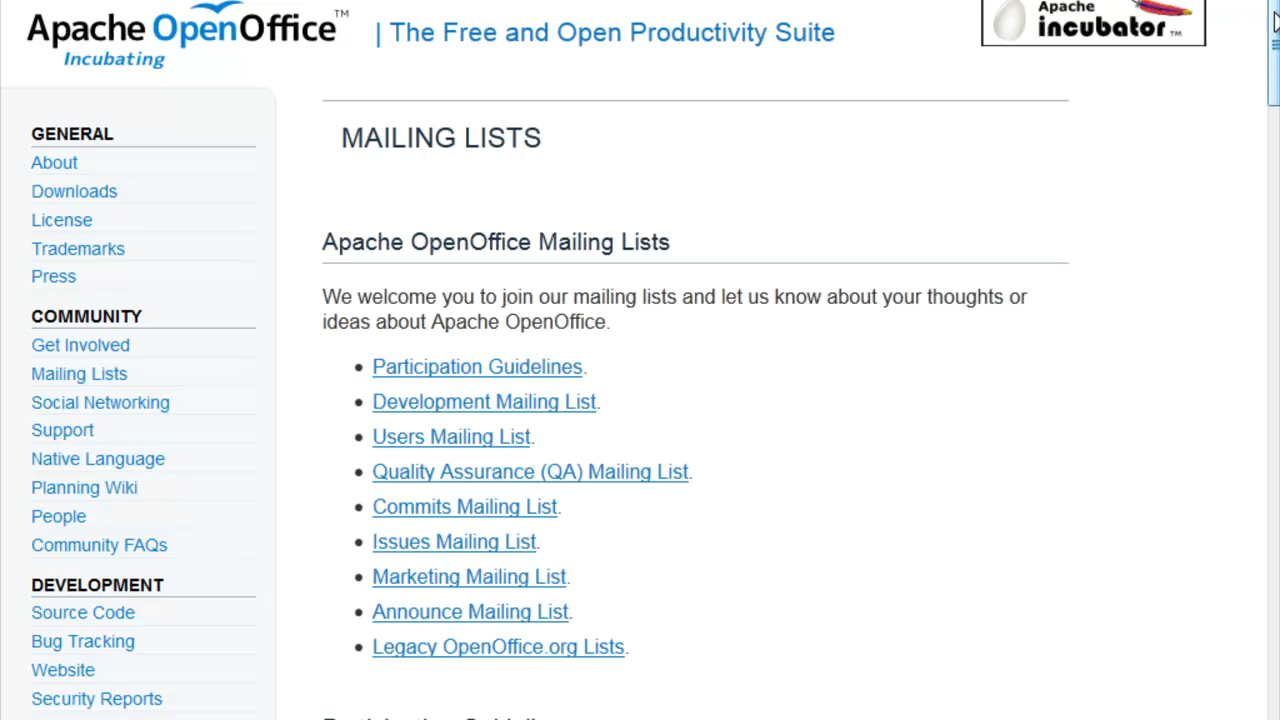 Apache OpenOffice™
Incubating
| The Free and Open Productivity Suite
Apache
incubator™
GENERAL
About
Downloads
License
Trademarks
Press
COMMUNITY
Get Involved
Mailing Lists
Social Networking
Support
Native Language
Planning Wiki
People
Community FAQs
DEVELOPMENT
Source Code
Bug Tracking
Website
Security Reports
MAILING LISTS
Apache OpenOffice Mailing Lists
We welcome you to join our mailing lists and let us know about your thoughts or
ideas about Apache OpenOffice.
• Participation Guidelines.
• Development Mailing List.
• Users Mailing List.
• Quality Assurance (QA) Mailing List.
• Commits Mailing List.
• Issues Mailing List.
• Marketing Mailing List.
• Announce Mailing List.
• Legacy OpenOffice.org Lists.